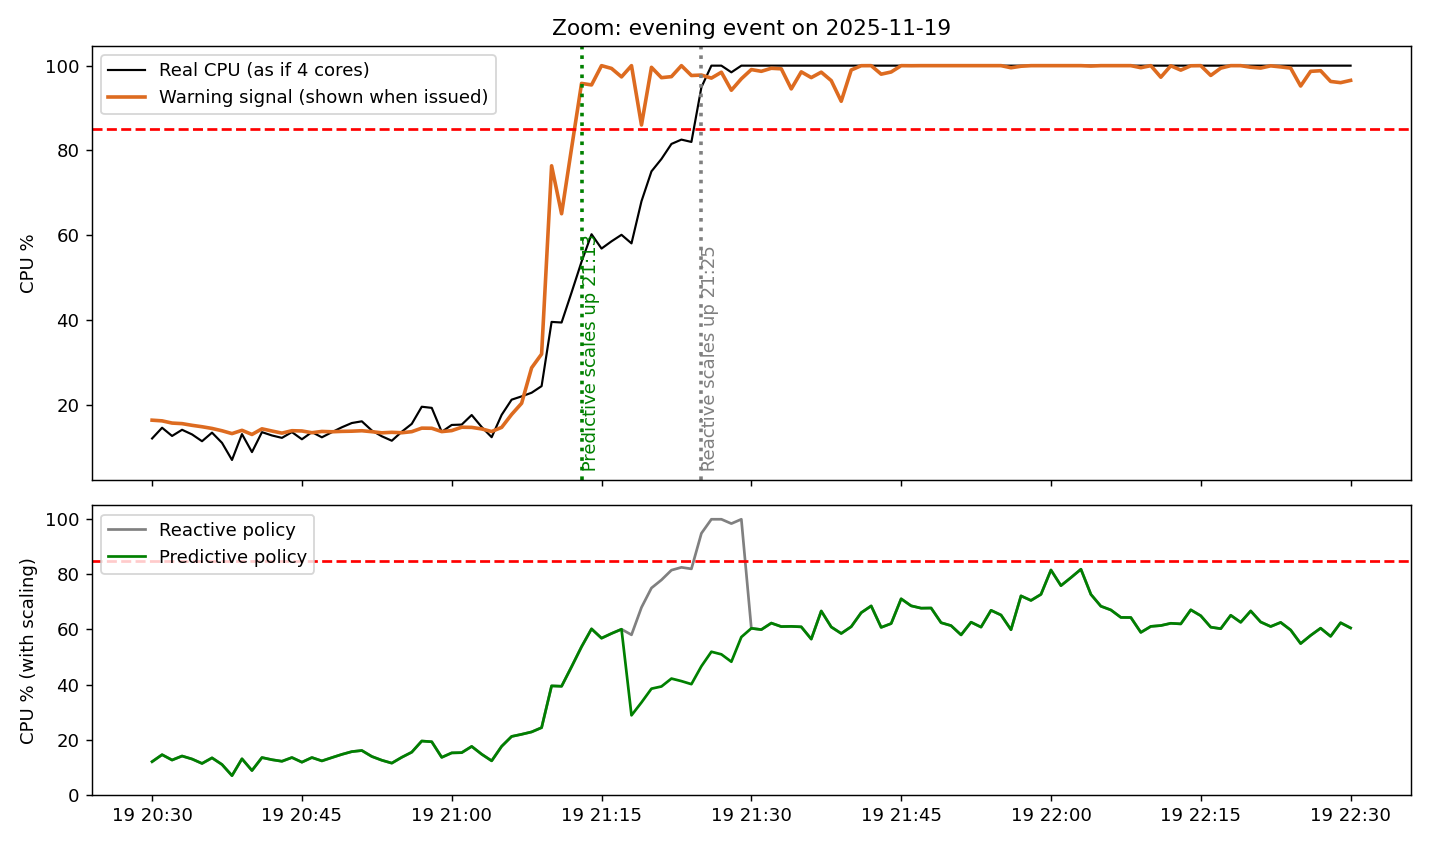 Zoom: evening event on 2025-11-19
100
80
60
40
20
CPU %
Real CPU (as if 4 cores)
Warning signal (shown when issued)
Predictive scales up 21:13
Reactive scales up 21:25
100
80
60
40
20
0
CPU % (with scaling)
Reactive policy
Predictive policy
19 20:30
19 20:45
19 21:00
19 21:15
19 21:30
19 21:45
19 22:00
19 22:15
19 22:30